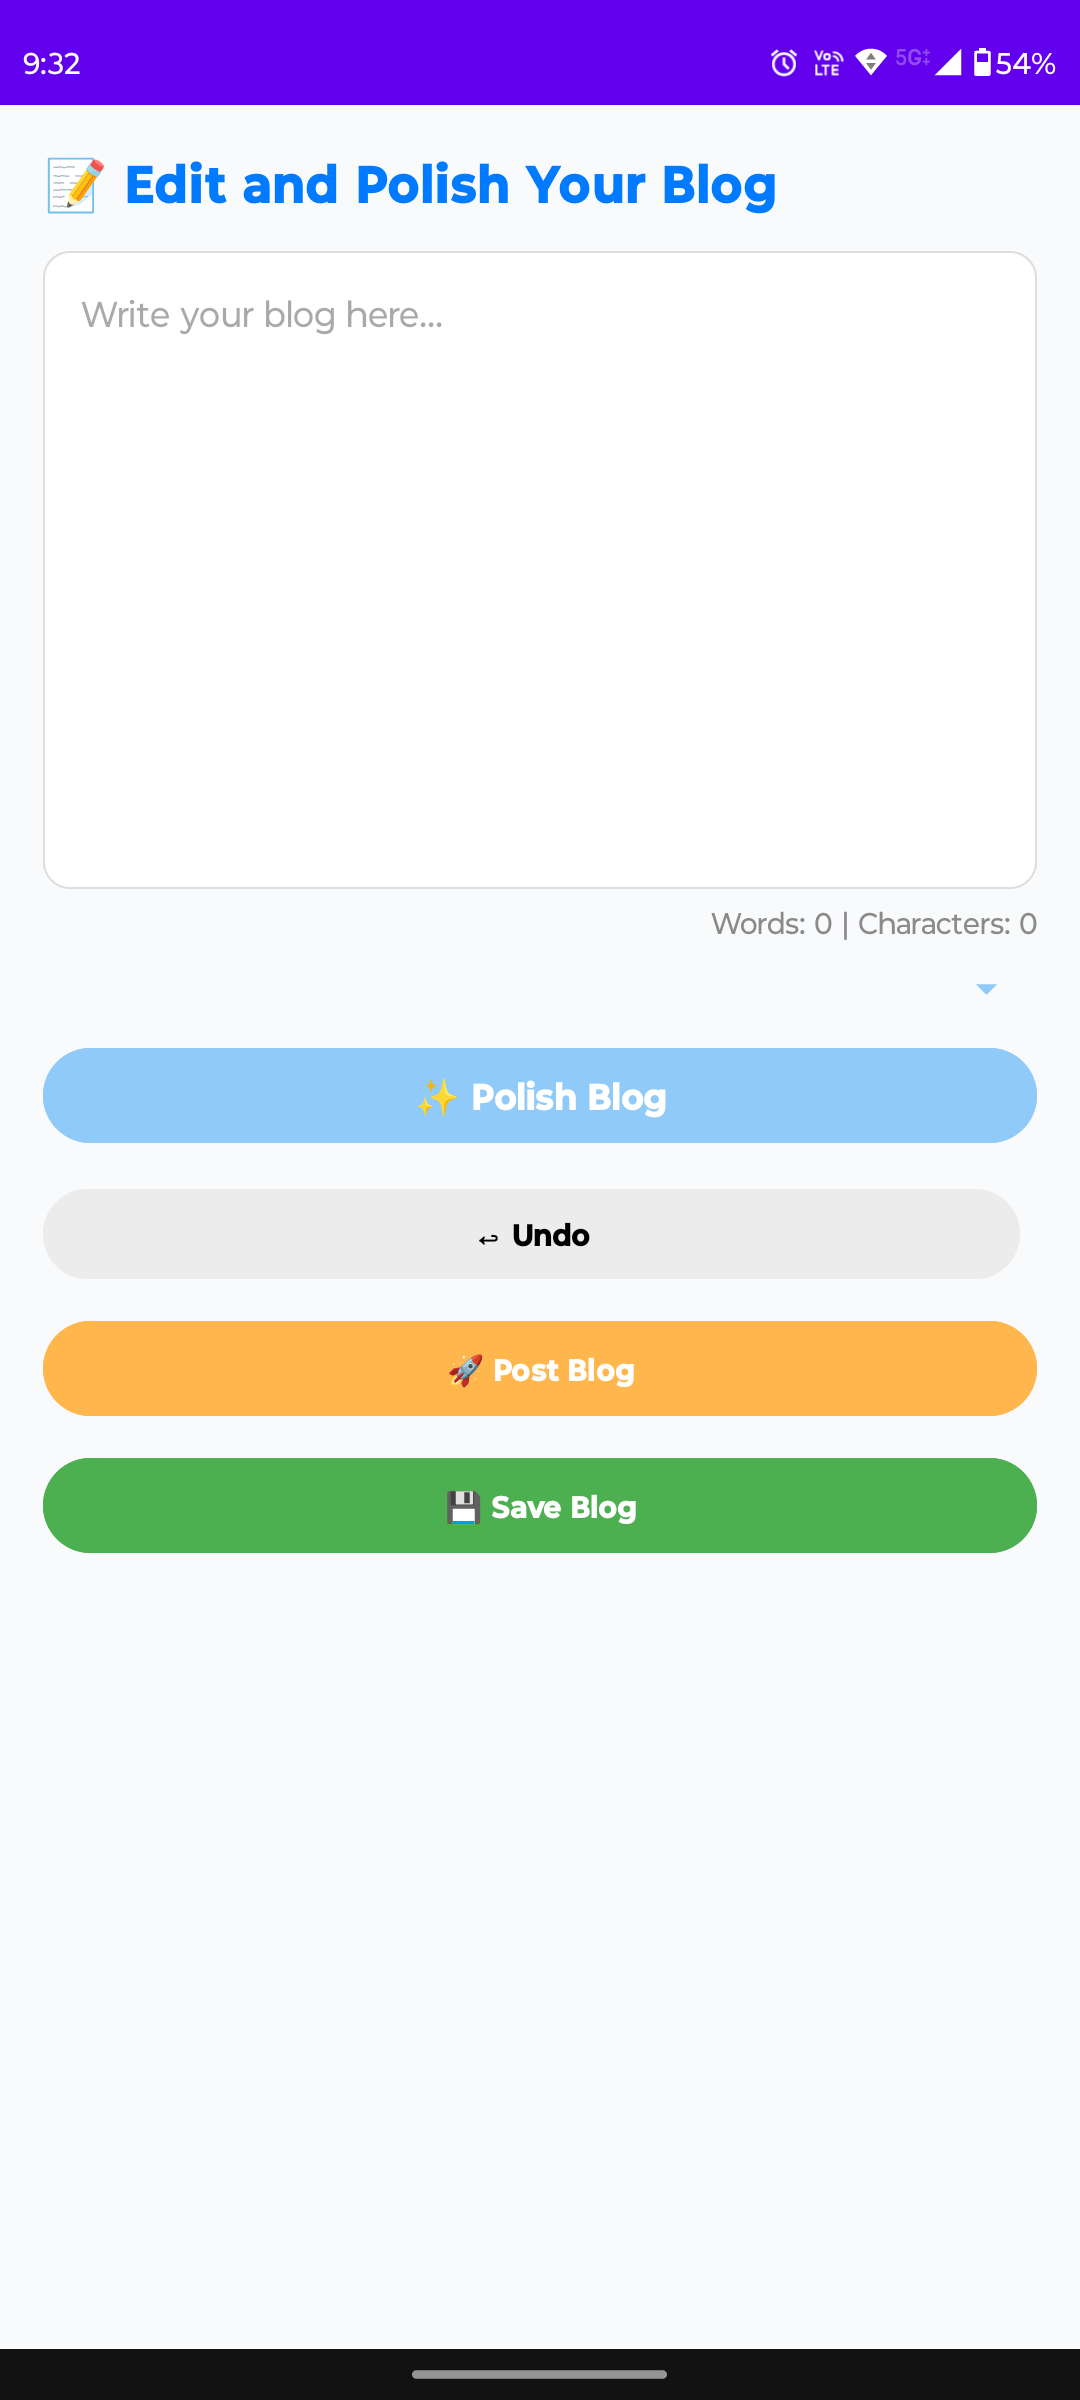 9:32 Vo LTE 5G 54%
📝 Edit and Polish Your Blog
Write your blog here...
Words: 0 | Characters: 0
✨ Polish Blog
↩ Undo
🚀 Post Blog
💾 Save Blog